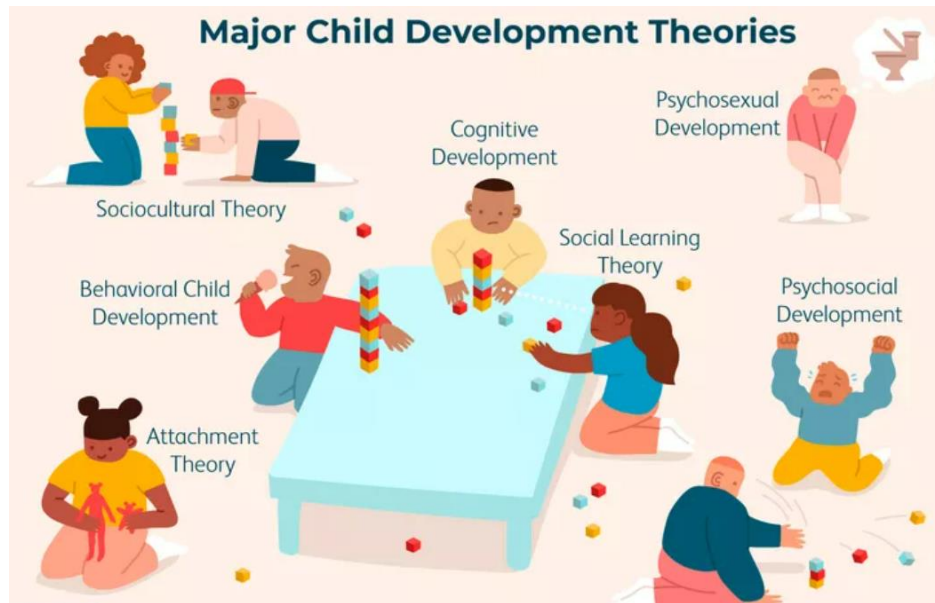 Major Child Development Theories
Psychosexual
Development
Cognitive
Development
Sociocultural Theory
Social Learning
Theory
Behavioral Child
Development
Psychosocial
Development
Attachment
Theory